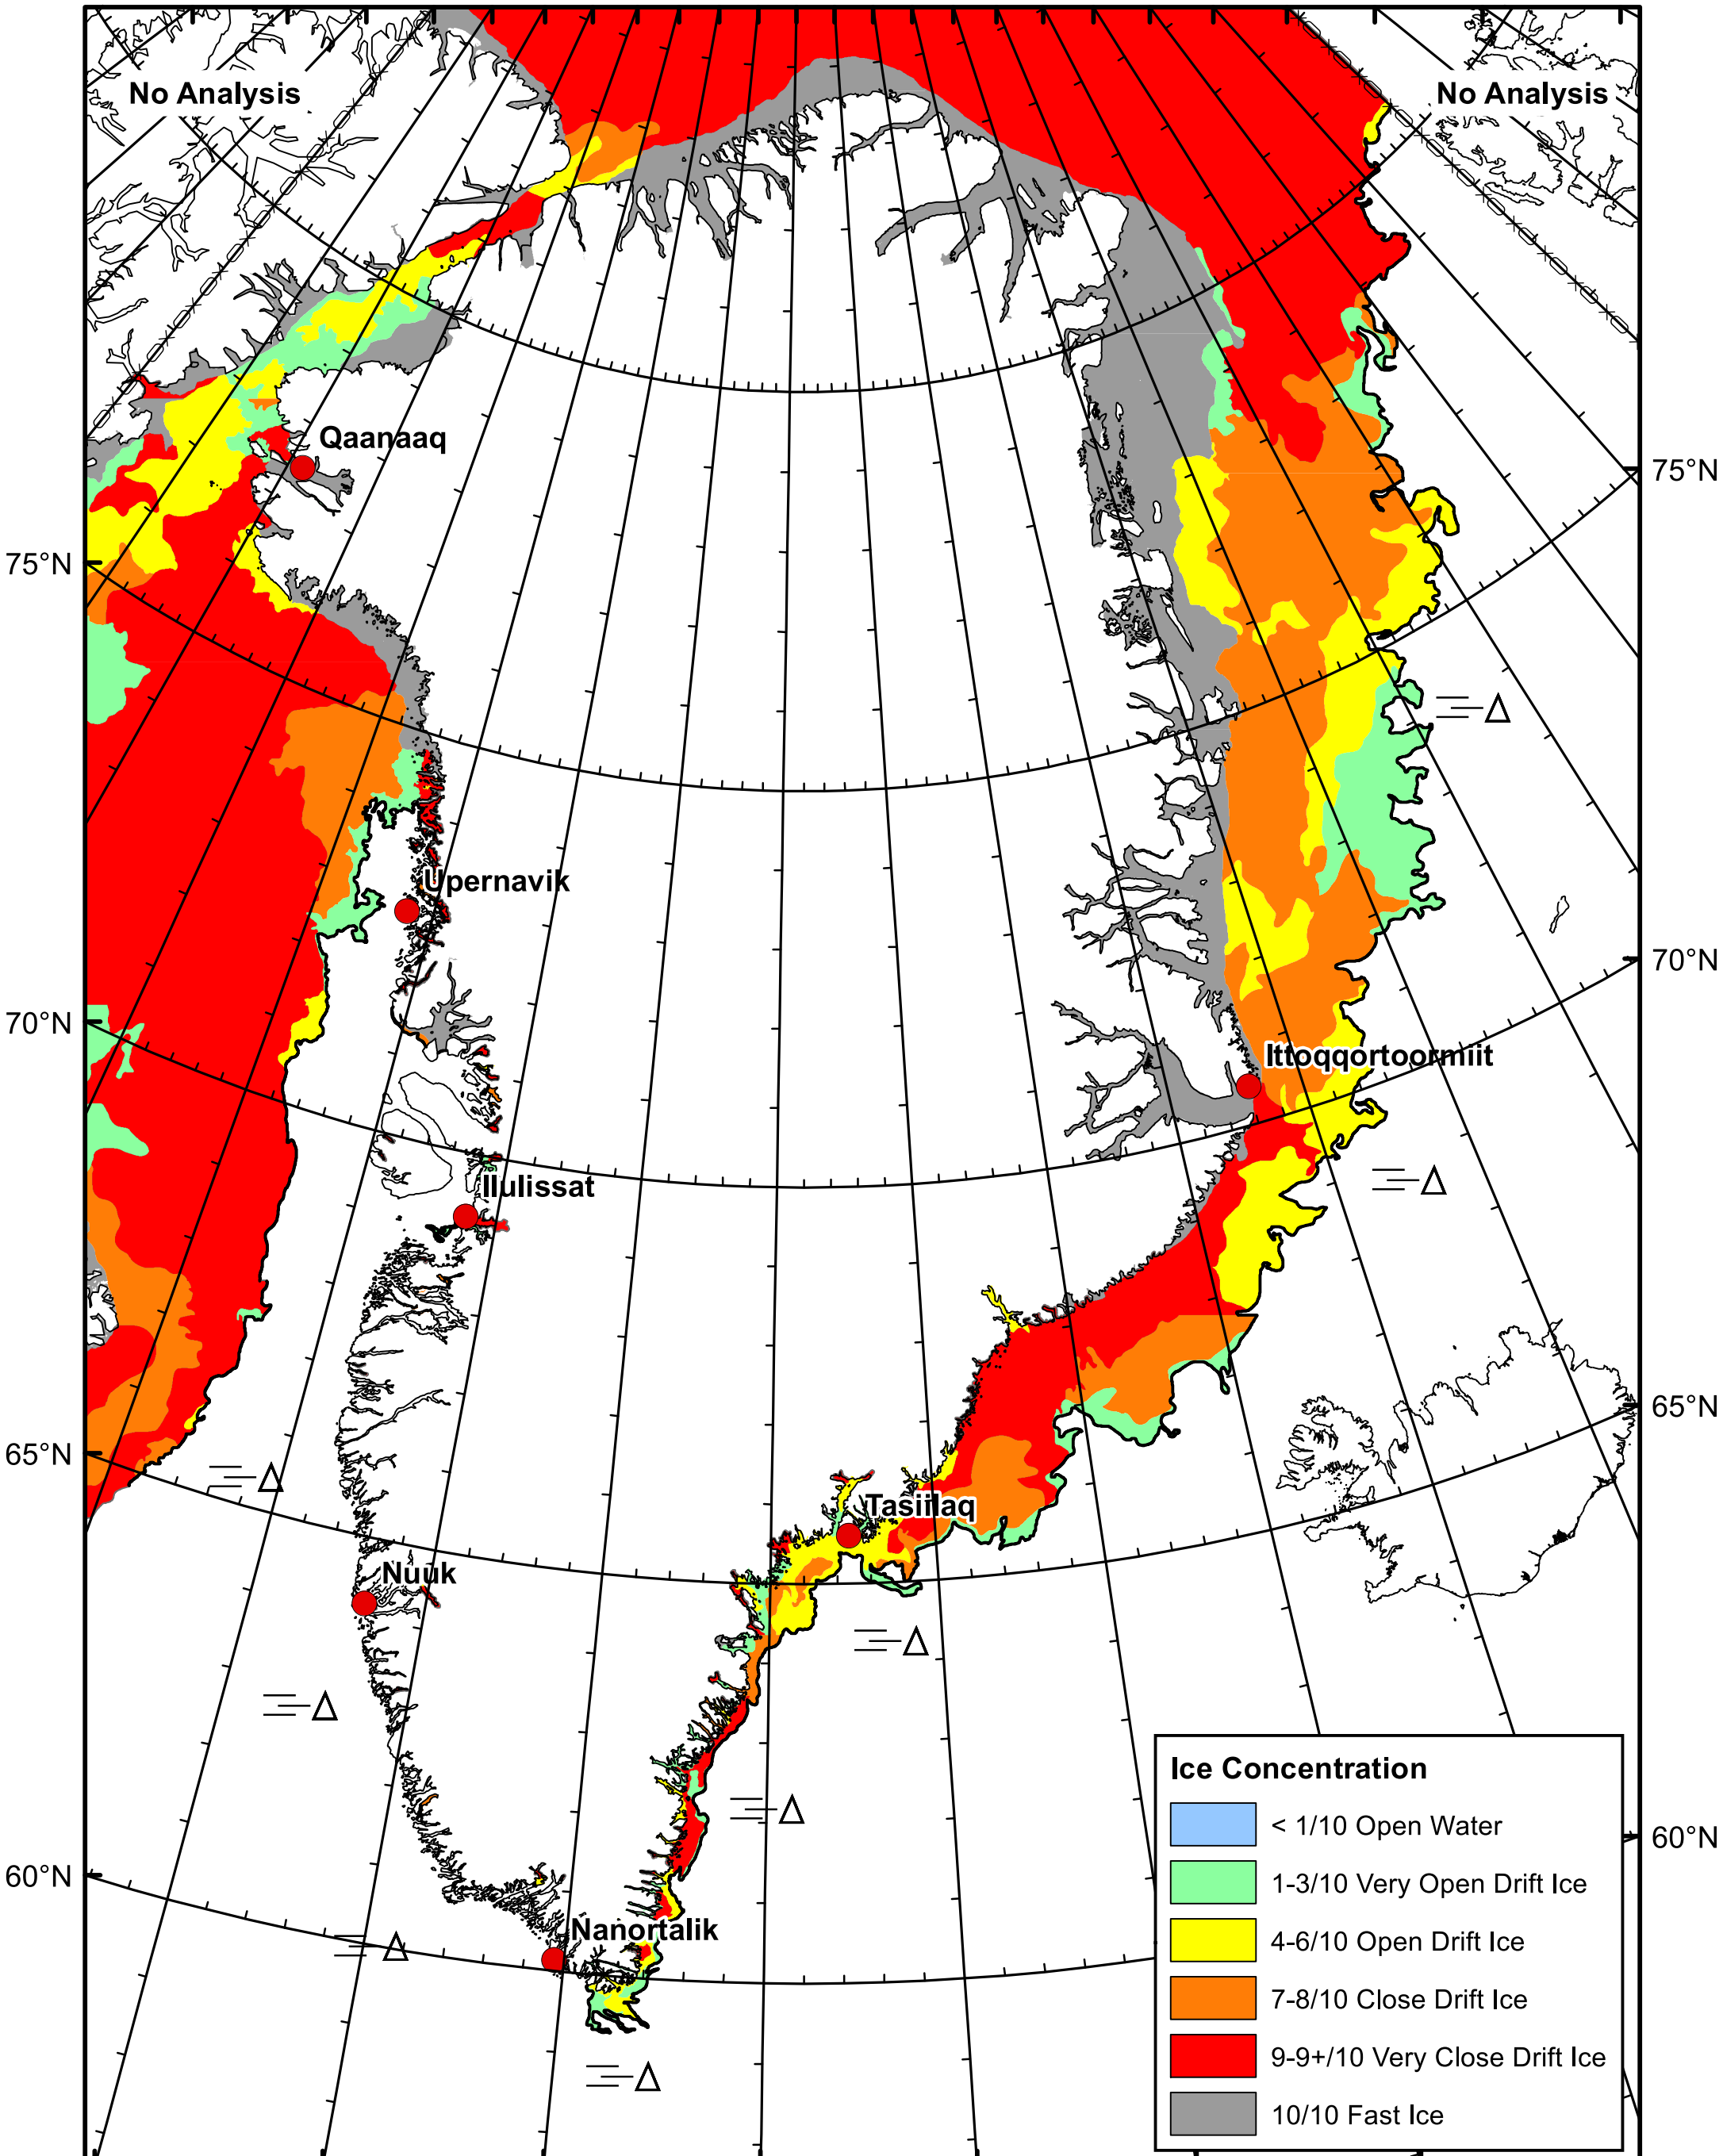 No Analysis
No Analysis
Qaanaaq
75°N
75°N
Upernavik
70°N
70°N
Ittoqqortoormiit
Ilulissat
65°N
65°N
Tasiilaq
Nuuk
60°N
60°N
Nanortalik
Ice Concentration
< 1/10 Open Water
1-3/10 Very Open Drift Ice
4-6/10 Open Drift Ice
7-8/10 Close Drift Ice
9-9+/10 Very Close Drift Ice
10/10 Fast Ice